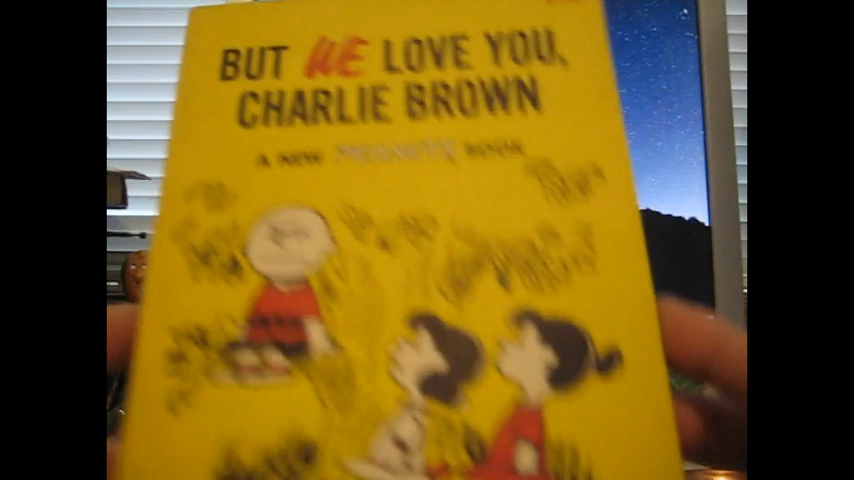 BUT WE LOVE YOU,
CHARLIE BROWN
A NEW PEANUTS BOOK